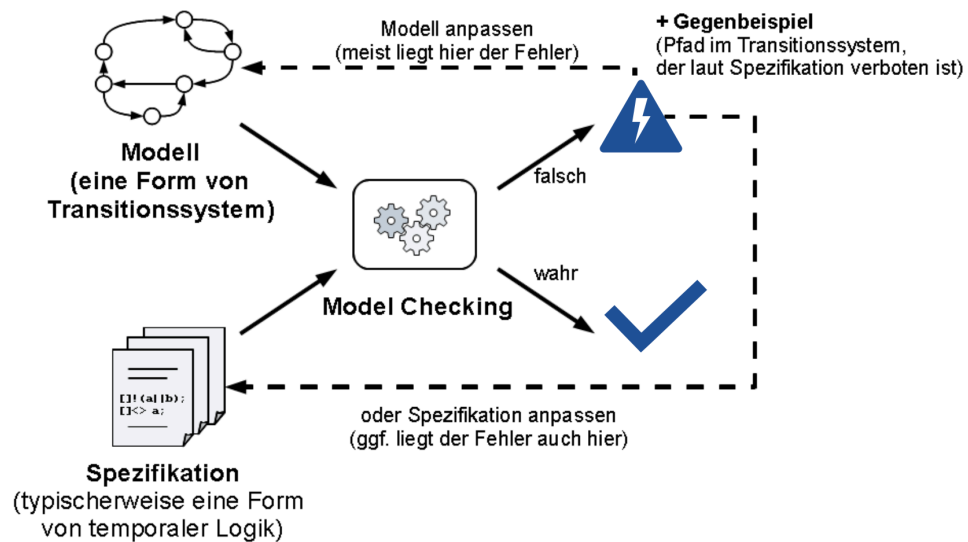 Modell anpassen
(meist liegt hier der Fehler)
+ Gegenbeispiel
(Pfad im Transitionssystem,
der laut Spezifikation verboten ist)
Modell
(eine Form von
Transitionssystem)
falsch
wahr
Model Checking
[]!(a||b);
[]<> a;
oder Spezifikation anpassen
(ggf. liegt der Fehler auch hier)
Spezifikation
(typischerweise eine Form
von temporaler Logik)